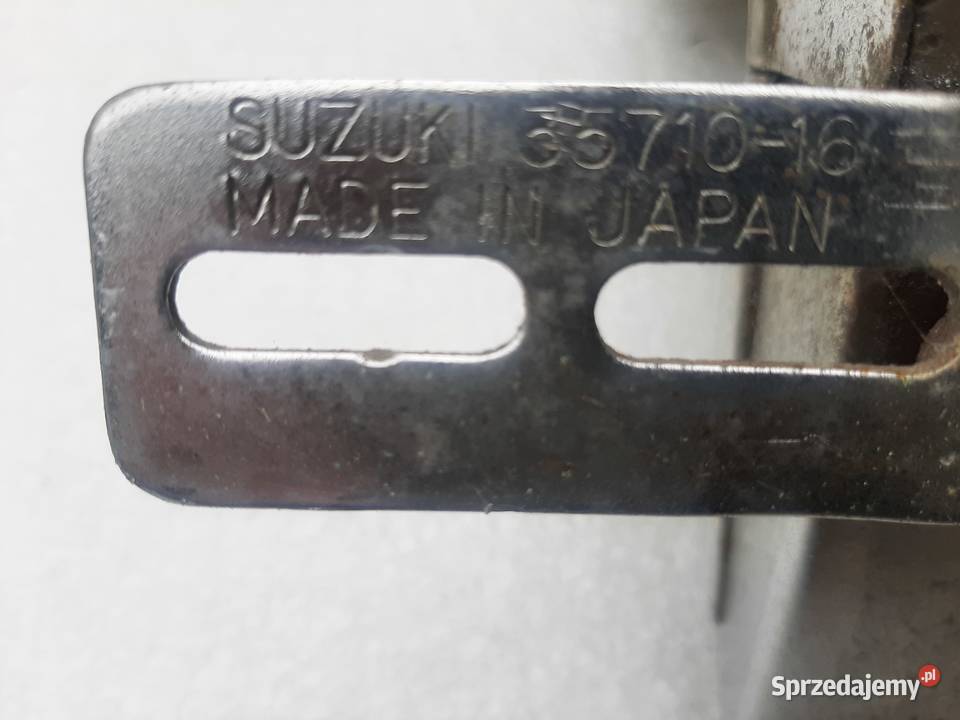 SUZUKI 35710-16
MADE IN JAPAN
Sprzedajemy.pl